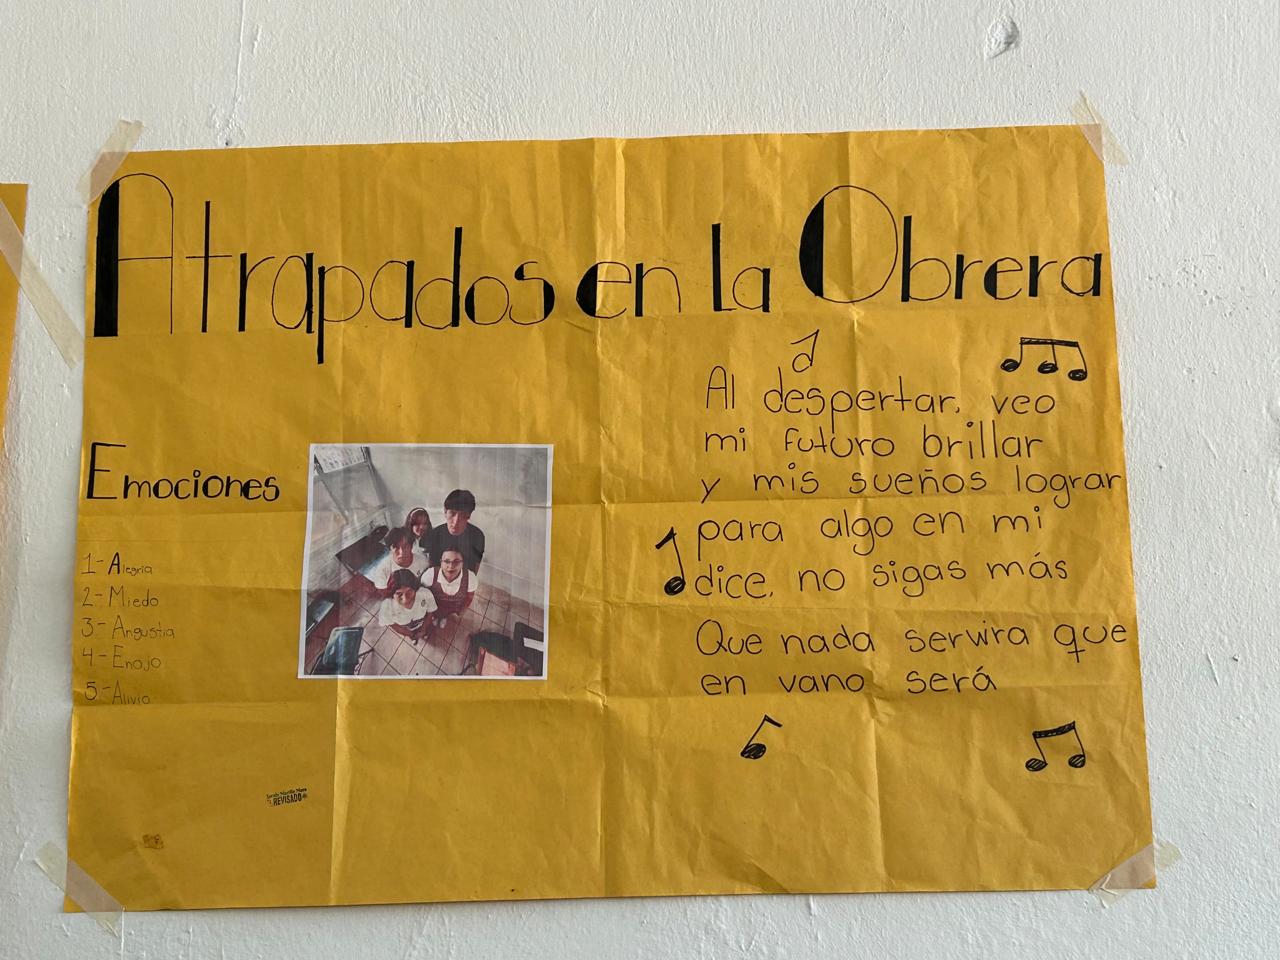 Atrapados en la Obrera
Emociones
1- Alegria
2- Miedo
3- Angustia
4- Enojo
5- Alivio
Al despertar, veo
mi futuro brillar
y mis sueños lograr
para algo en mi
dice, no sigas más
Que nada servira que
en vano será
REVISADO